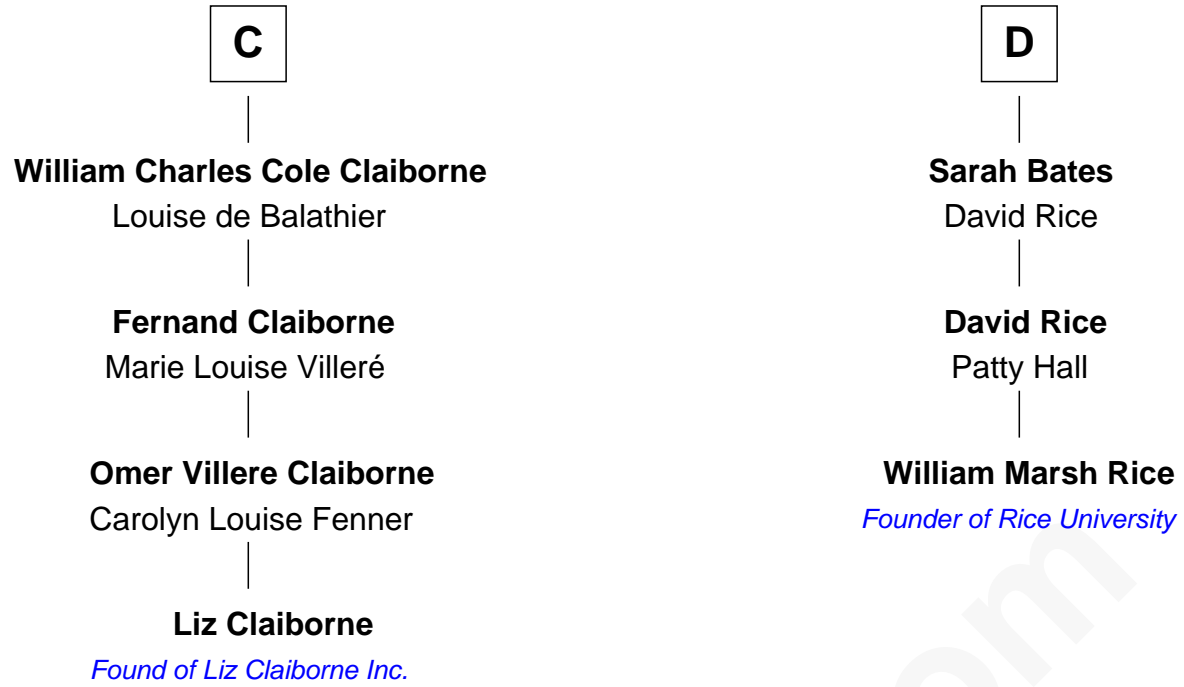 C
William Charles Cole Claiborne
Louise de Balathier
Fernand Claiborne
Marie Louise Villeré
Omer Villere Claiborne
Carolyn Louise Fenner
Liz Claiborne
Found of Liz Claiborne Inc.
D
Sarah Bates
David Rice
David Rice
Patty Hall
William Marsh Rice
Founder of Rice University
om